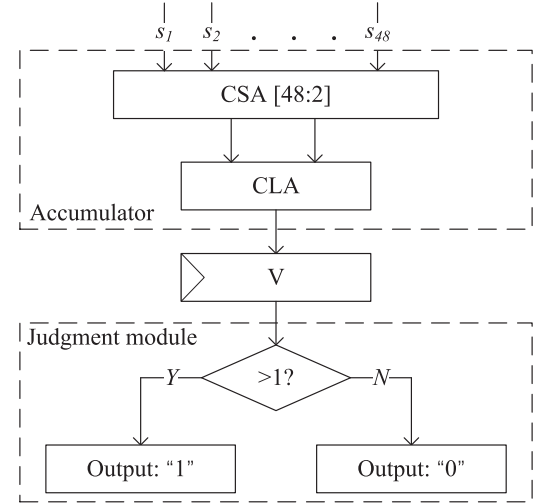 s1 s2 . . . s48
CSA [48:2]
CLA
Accumulator
V
Judgment module
Y >1? N
Output: “1” Output: “0”